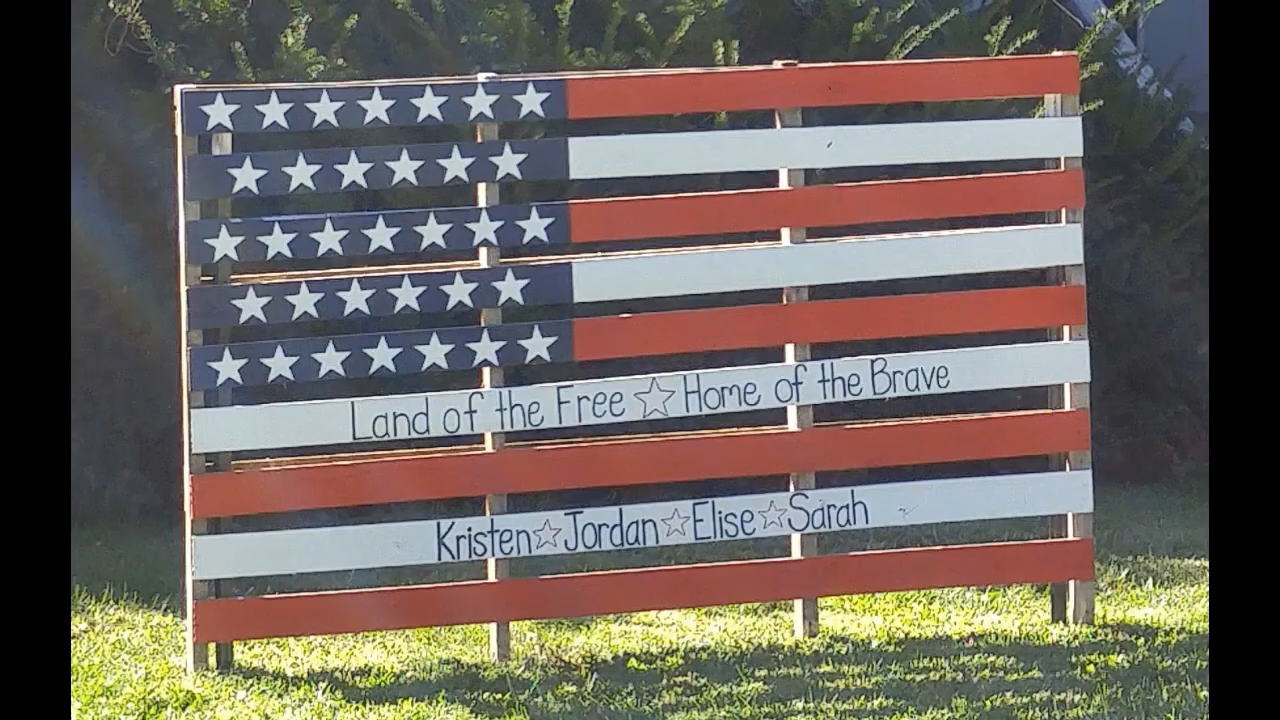 Land of the Free ☆ Home of the Brave
Kristen ☆ Jordan ☆ Elise ☆ Sarah